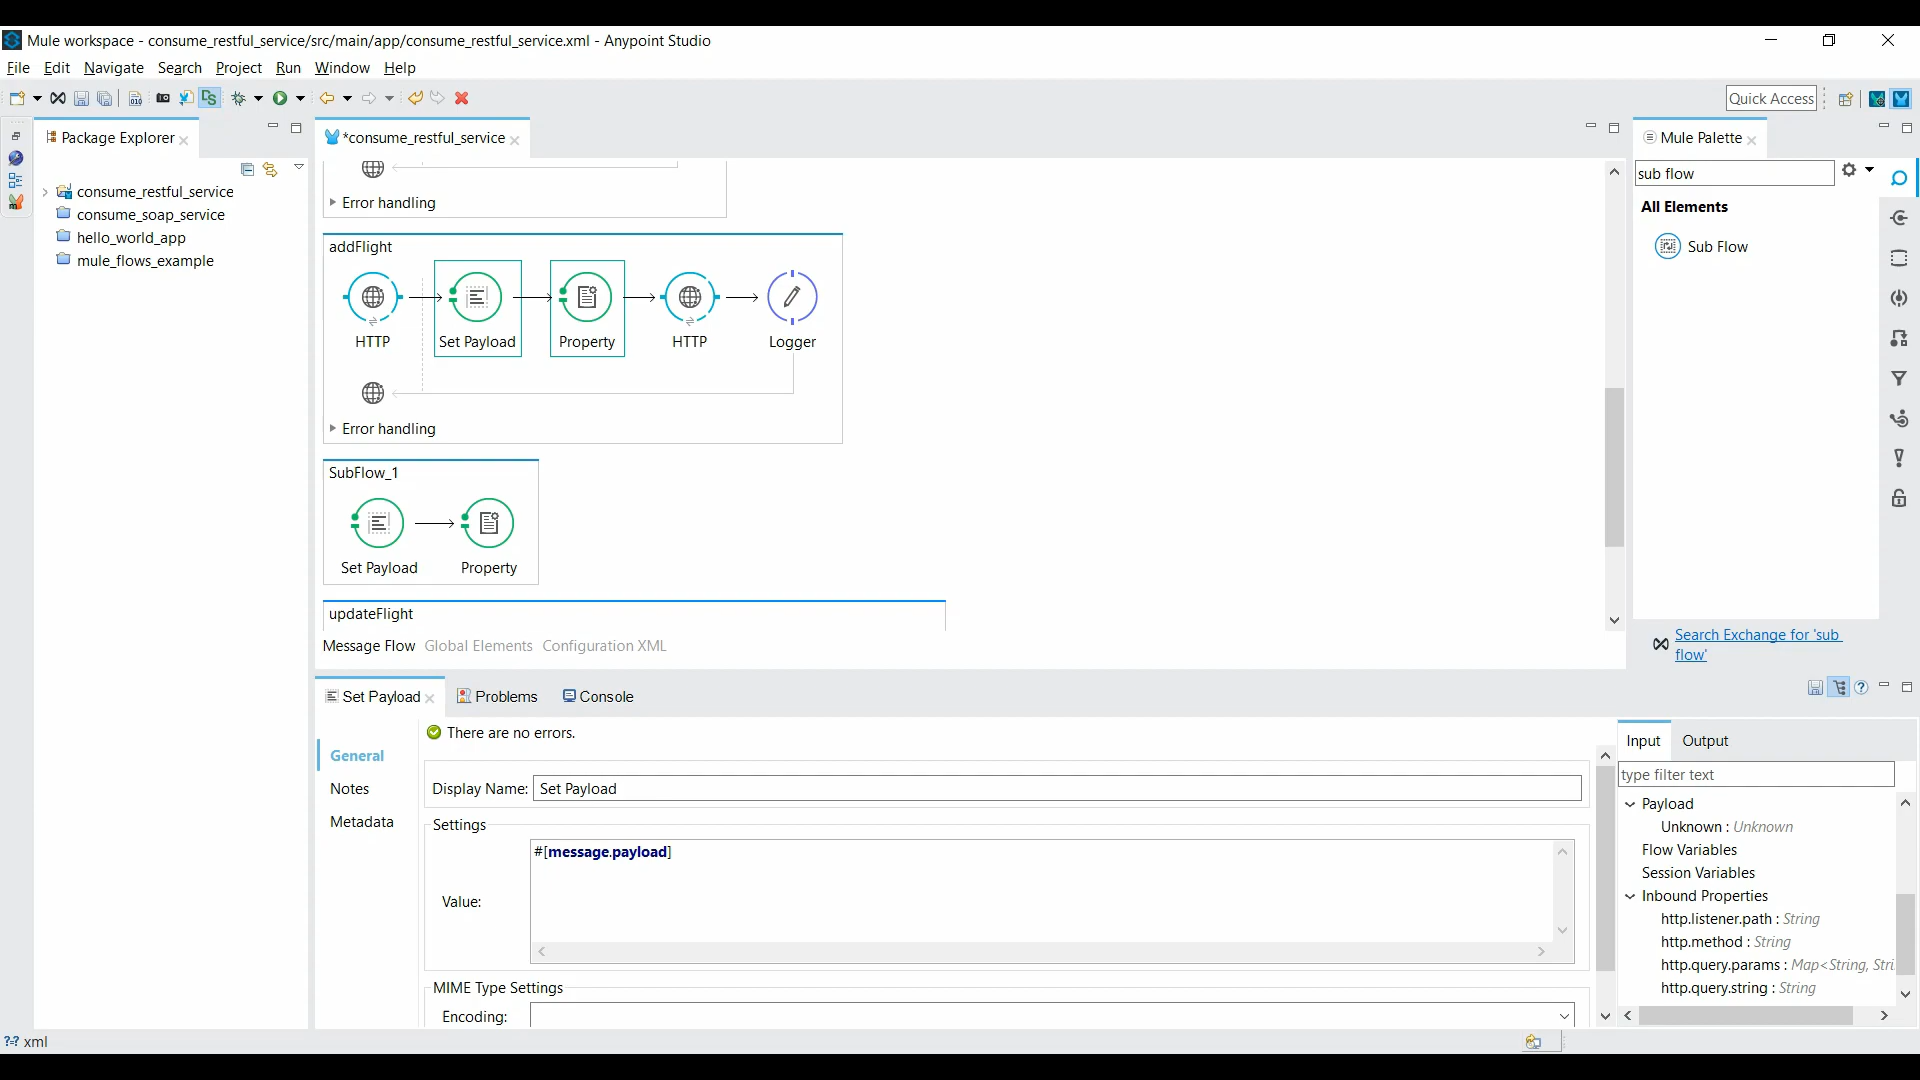 Mule workspace - consume_restful_service/src/main/app/consume_restful_service.xml - Anypoint Studio
File Edit Navigate Search Project Run Window Help
Quick Access
Package Explorer
consume_restful_service
consume_soap_service
hello_world_app
mule_flows_example
*consume_restful_service
Error handling
addFlight
HTTP Set Payload Property HTTP Logger
Error handling
SubFlow_1
Set Payload Property
updateFlight
Message Flow Global Elements Configuration XML
Mule Palette
sub flow
All Elements
Sub Flow
Search Exchange for 'sub
flow'
Set Payload Problems Console
There are no errors.
General
Notes
Metadata
Display Name: Set Payload
Settings
#[message.payload]
Value:
MIME Type Settings
Encoding:
Input Output
type filter text
Payload
Unknown : Unknown
Flow Variables
Session Variables
Inbound Properties
http.listener.path : String
http.method : String
http.query.params : Map<String, Stri
http.query.string : String
xml